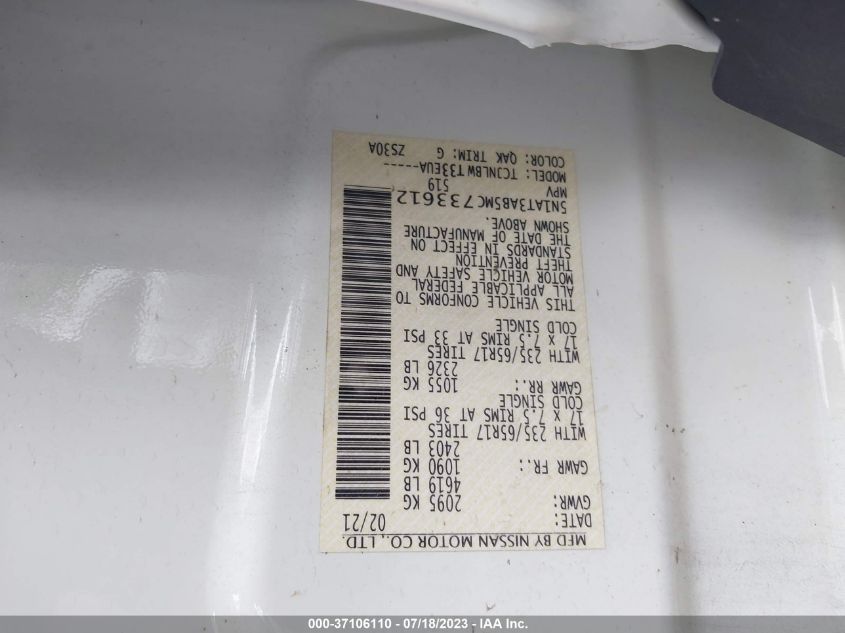 MFD BY NISSAN MOTOR CO., LTD.
DATE: 02/21
GVWR: 2095 KG
4619 LB
GAWR FR.: 1090 KG
2403 LB
WITH 235/65R17 TIRES
17 X 7.5 RIMS AT 36 PSI
COLD SINGLE
GAWR RR.: 1055 KG
2326 LB
WITH 235/65R17 TIRES
17 X 7.5 RIMS AT 33 PSI
COLD SINGLE
THIS VEHICLE CONFORMS TO
ALL APPLICABLE FEDERAL
MOTOR VEHICLE SAFETY AND
THEFT PREVENTION
STANDARDS IN EFFECT ON
THE DATE OF MANUFACTURE
SHOWN ABOVE.
5N1AT3AB5MC733612
MPV 519
MODEL: TCJNLBW T33EUA-----
COLOR: QAK TRIM: G ZS30A
000-37106110 - 07/18/2023 - IAA Inc.